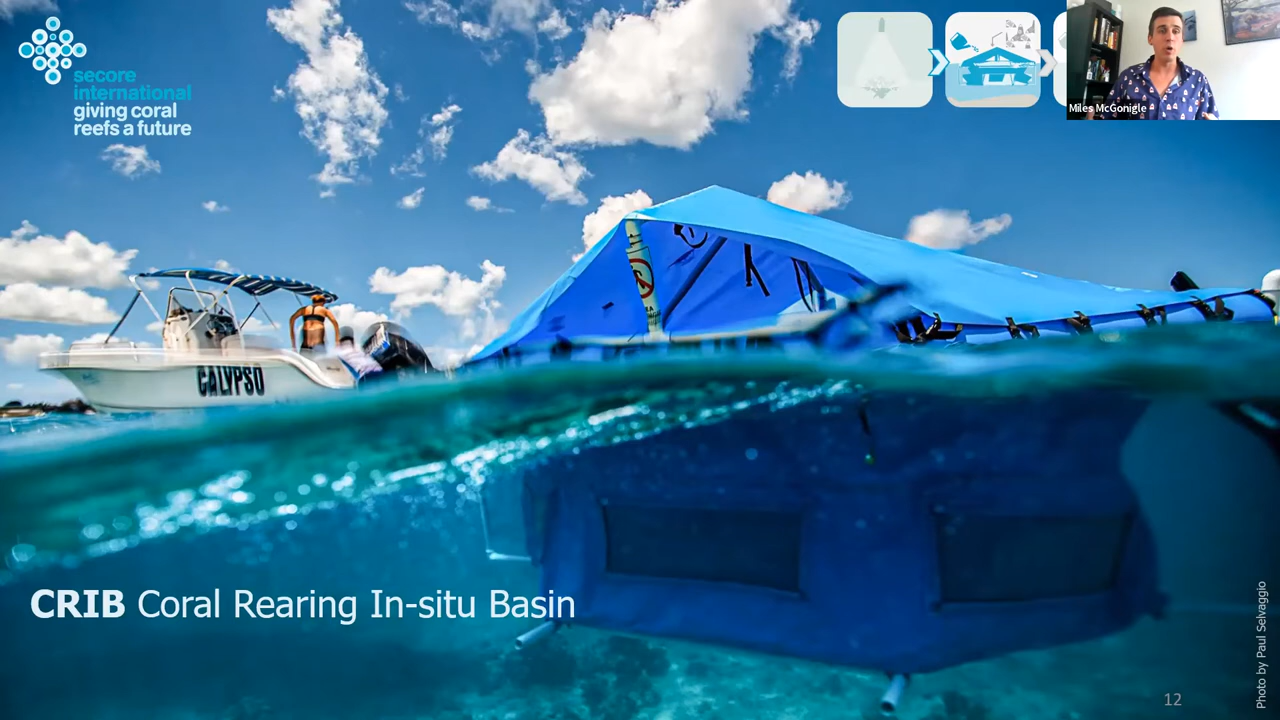 secore
international
giving coral
reefs a future
Miles McGonigle
CALYPSO
CRIB Coral Rearing In-situ Basin
Photo by Paul Selvaggio
12